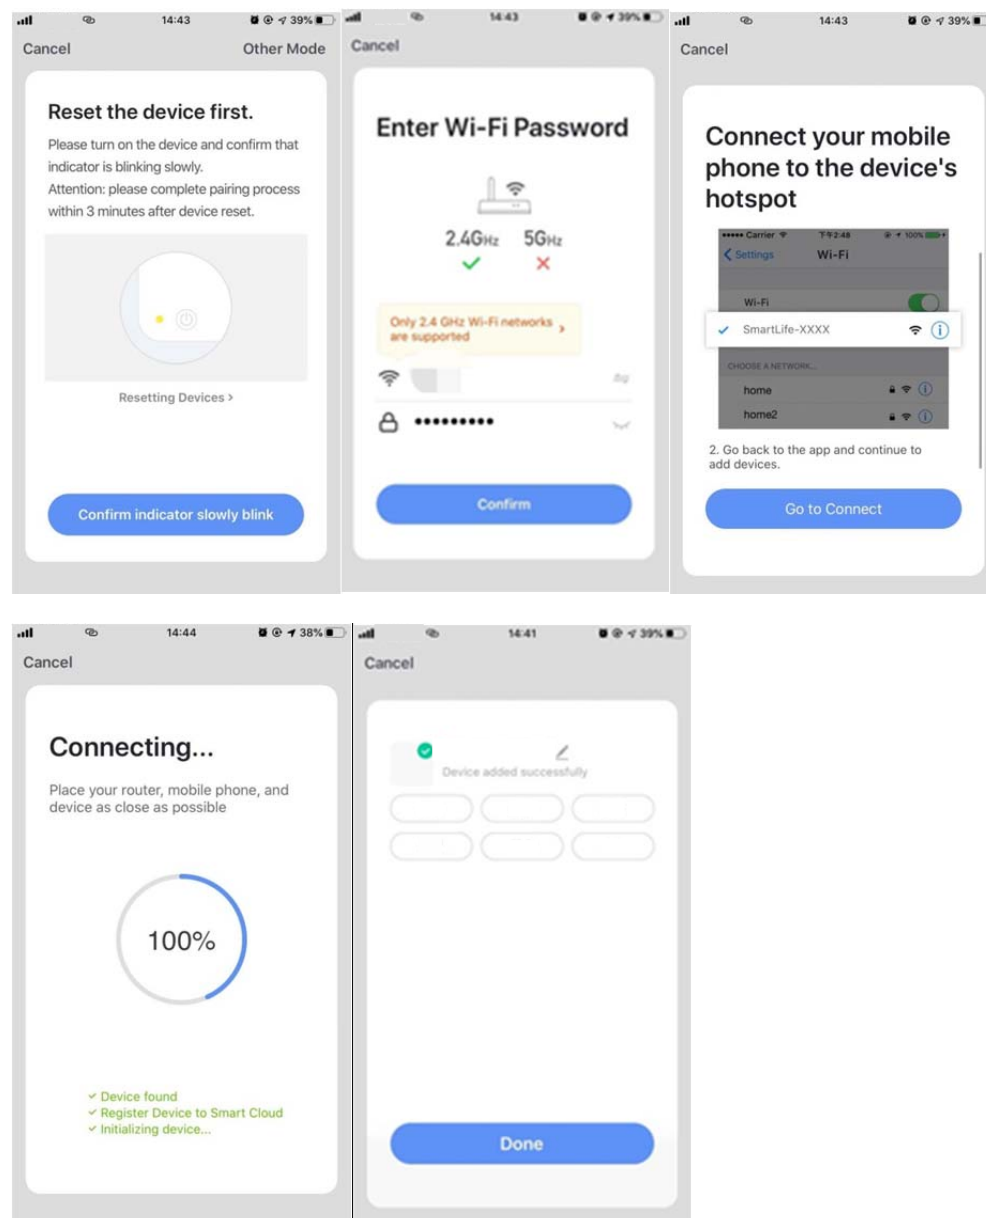 14:43
39%
Cancel
Other Mode
Reset the device first.
Please turn on the device and confirm that
indicator is blinking slowly.
Attention: please complete pairing process
within 3 minutes after device reset.
Resetting Devices >
Confirm indicator slowly blink
14:43
39%
Cancel
Enter Wi-Fi Password
2.4GHz 5GHz
Only 2.4 GHz Wi-Fi networks
are supported
Confirm
14:43
39%
Cancel
Connect your mobile
phone to the device's
hotspot
Carrier 下午2:48 100%
Settings Wi-Fi
Wi-Fi
SmartLife-XXXX
CHOOSE A NETWORK...
home
home2
2. Go back to the app and continue to
add devices.
Go to Connect
14:44
38%
Cancel
Connecting...
Place your router, mobile phone, and
device as close as possible
100%
Device found
Register Device to Smart Cloud
Initializing device...
14:41
39%
Cancel
Device added successfully
Done